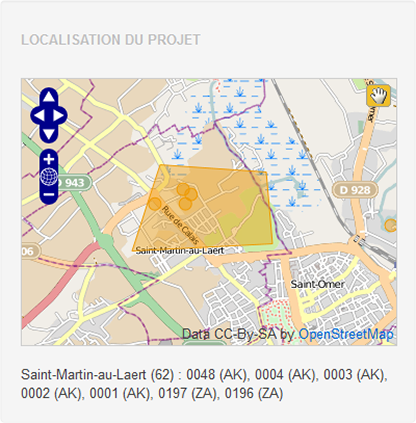 LOCALISATION DU PROJET
D 943
D 928
Rue de Calais
06
Saint-Martin-au-Laert
Saint-Omer
Data CC-By-SA by OpenStreetMap
Saint-Martin-au-Laert (62) : 0048 (AK), 0004 (AK), 0003 (AK),
0002 (AK), 0001 (AK), 0197 (ZA), 0196 (ZA)